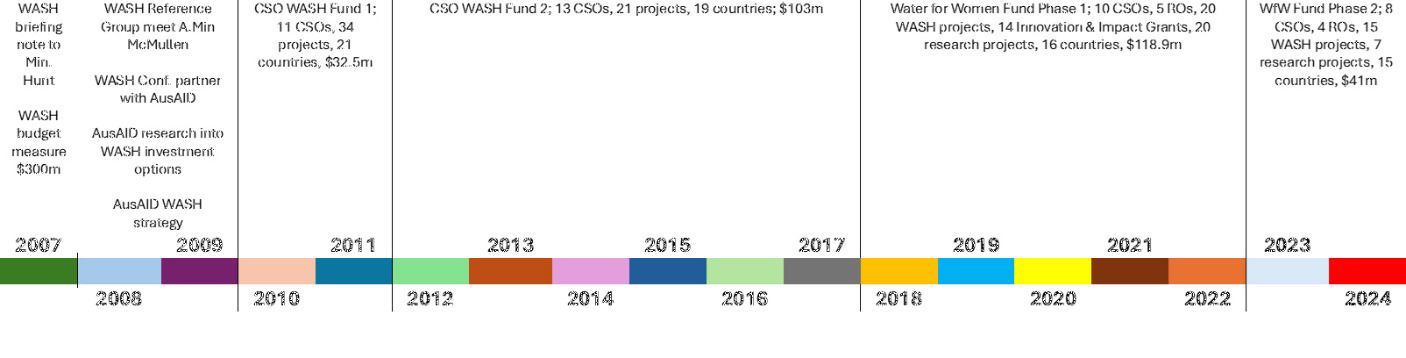 WASH
briefing
note to
Min.
Hunt
WASH
budget
measure
$300m
WASH Reference
Group meet A.Min
McMullen
WASH Conf. partner
with AusAID
AusAID research into
WASH investment
options
AusAID WASH
strategy
CSO WASH Fund 1;
11 CSOs, 34
projects, 21
countries, $32.5m
CSO WASH Fund 2; 13 CSOs, 21 projects, 19 countries; $103m
Water for Women Fund Phase 1; 10 CSOs, 5 ROs, 20
WASH projects, 14 Innovation & Impact Grants, 20
research projects, 16 countries, $118.9m
WfW Fund Phase 2; 8
CSOs, 4 ROs, 15
WASH projects, 7
research projects, 15
countries, $41m
2007 2009 2011 2013 2015 2017 2019 2021 2023
2008 2010 2012 2014 2016 2018 2020 2022 2024